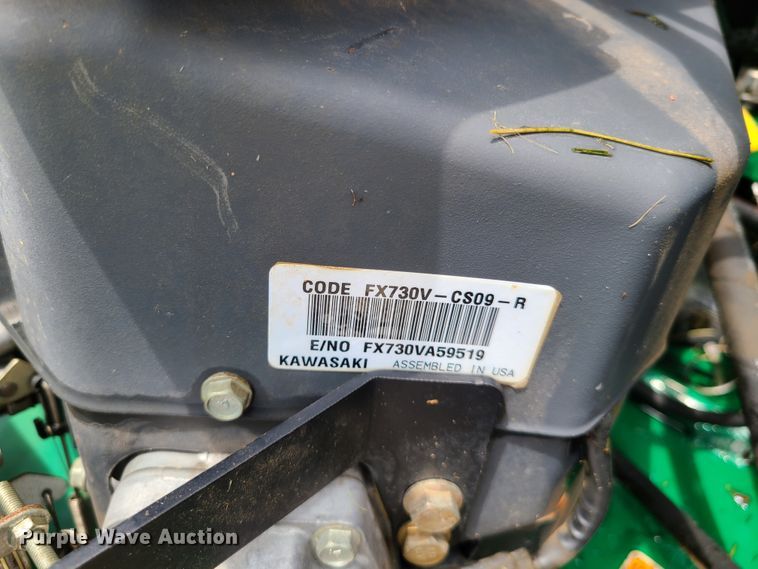 CODE FX730V-CS09-R
E/NO FX730VA59519
KAWASAKI ASSEMBLED IN USA
Purple Wave Auction